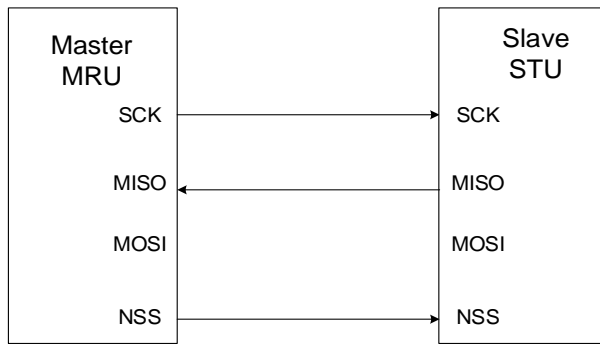 Master
MRU
SCK
MISO
MOSI
NSS
Slave
STU
SCK
MISO
MOSI
NSS